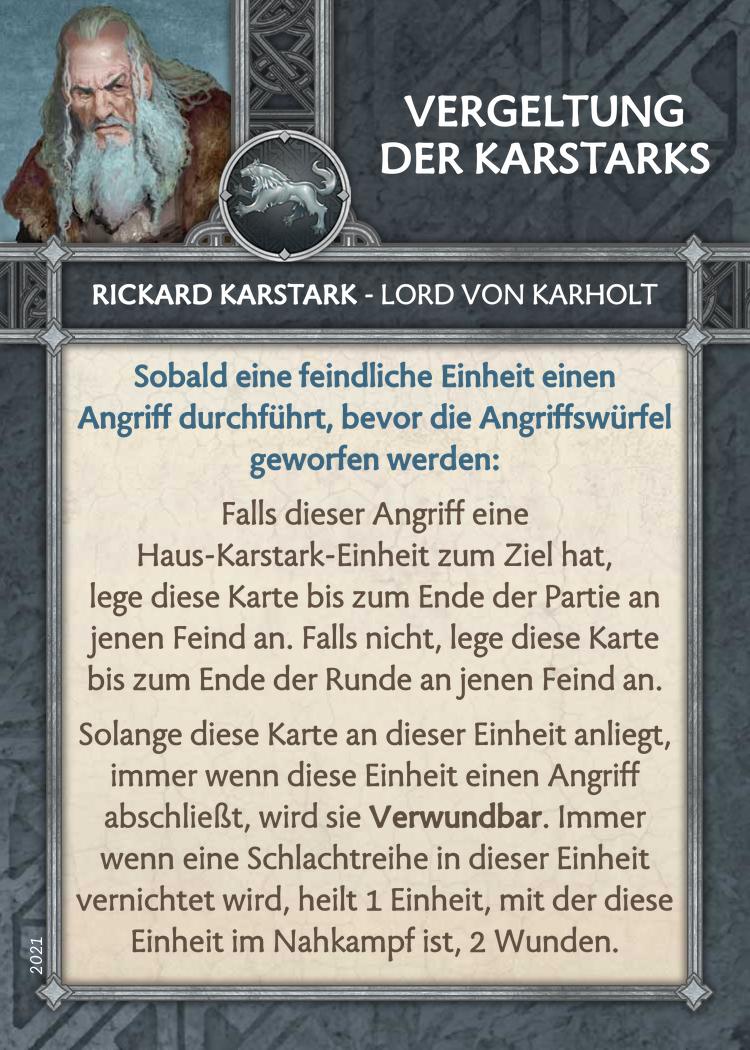 VERGELTUNG
DER KARSTARKS
RICKARD KARSTARK - LORD VON KARHOLT
Sobald eine feindliche Einheit einen
Angriff durchführt, bevor die Angriffswürfel
geworfen werden:
Falls dieser Angriff eine
Haus-Karstark-Einheit zum Ziel hat,
lege diese Karte bis zum Ende der Partie an
jenen Feind an. Falls nicht, lege diese Karte
bis zum Ende der Runde an jenen Feind an.
Solange diese Karte an dieser Einheit anliegt,
immer wenn diese Einheit einen Angriff
abschließt, wird sie Verwundbar. Immer
wenn eine Schlachtreihe in dieser Einheit
vernichtet wird, heilt 1 Einheit, mit der diese
Einheit im Nahkampf ist, 2 Wunden.
2021